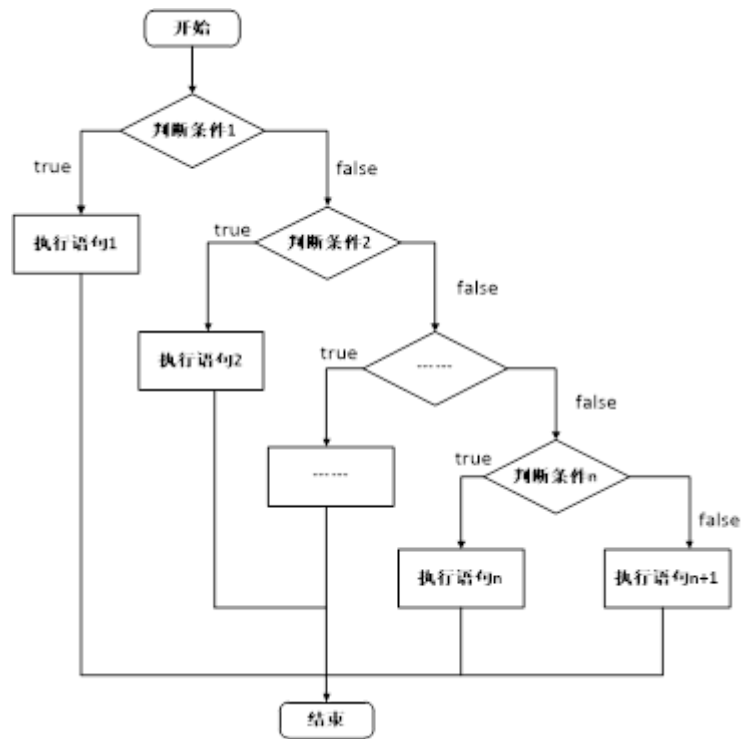 开始
判断条件1
true
false
执行语句1
true
判断条件2
false
执行语句2
true
……
false
……
true
判断条件n
false
执行语句n
执行语句n+1
结束